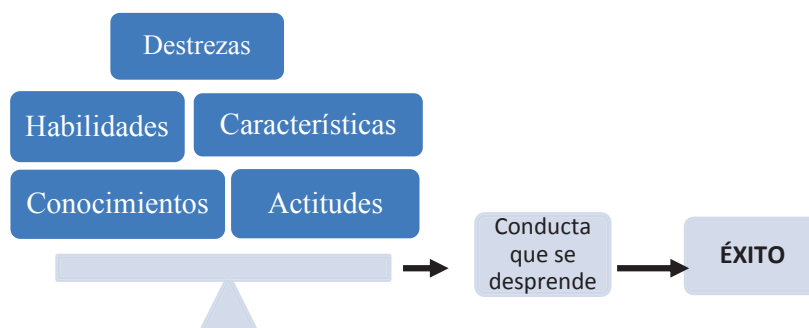 Destrezas
Habilidades
Características
Conocimientos
Actitudes
Conducta
que se
desprende
ÉXITO